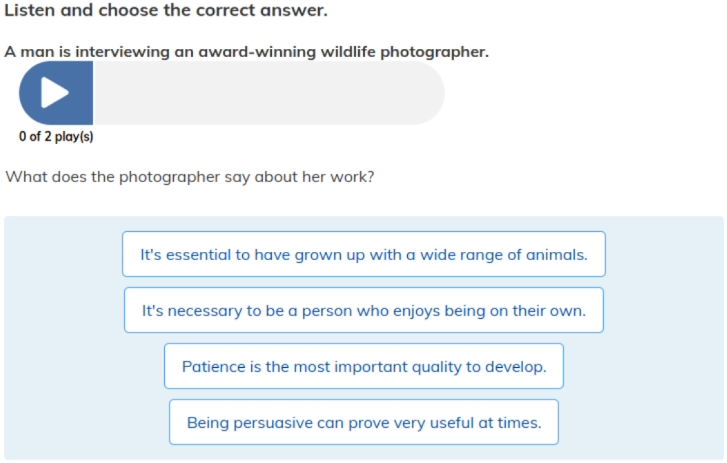 Listen and choose the correct answer.
A man is interviewing an award-winning wildlife photographer.
0 of 2 play(s)
What does the photographer say about her work?
It's essential to have grown up with a wide range of animals.
It's necessary to be a person who enjoys being on their own.
Patience is the most important quality to develop.
Being persuasive can prove very useful at times.